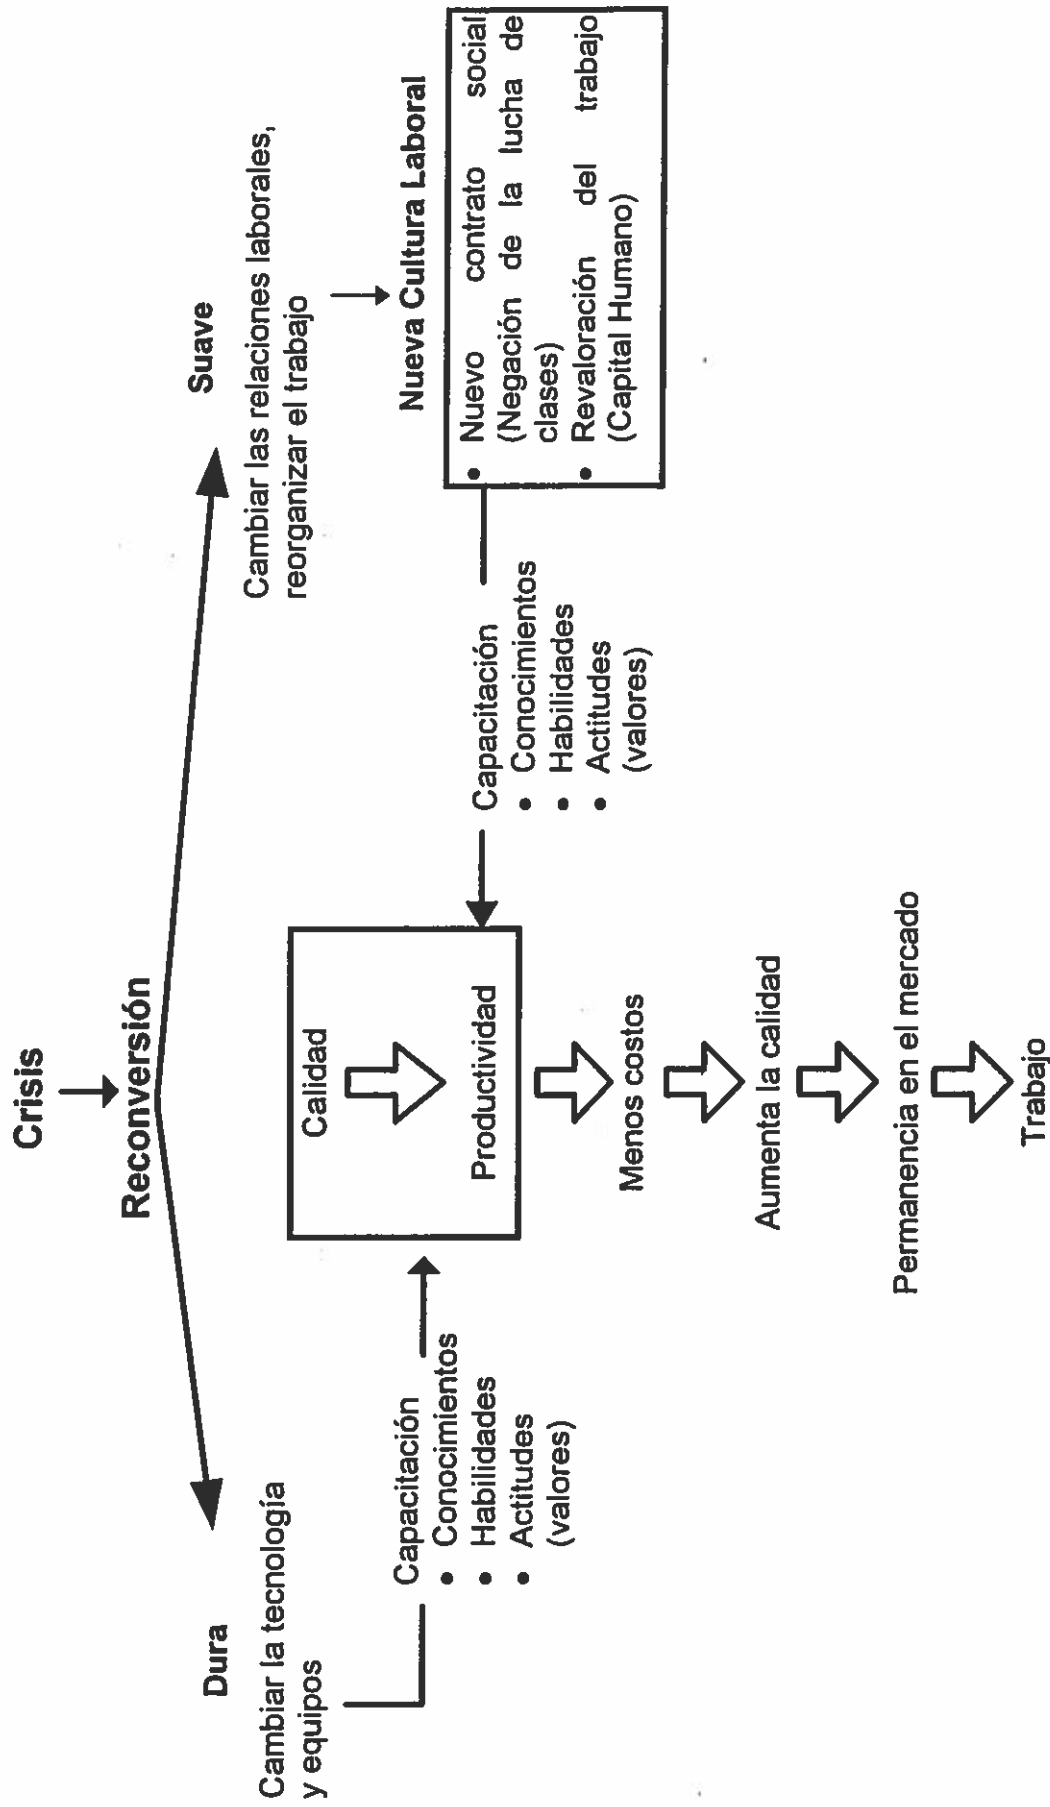 Crisis
Reconversión
Dura
Cambiar la tecnología
y equipos
Capacitación
• Conocimientos
• Habilidades
• Actitudes
(valores)
Calidad
Productividad
Menos costos
Aumenta la calidad
Permanencia en el mercado
Trabajo
Capacitación
• Conocimientos
• Habilidades
• Actitudes
(valores)
Suave
Cambiar las relaciones laborales,
reorganizar el trabajo
Nueva Cultura Laboral
• Nuevo contrato social
(Negación de la lucha de
clases)
• Revaloración del trabajo
(Capital Humano)